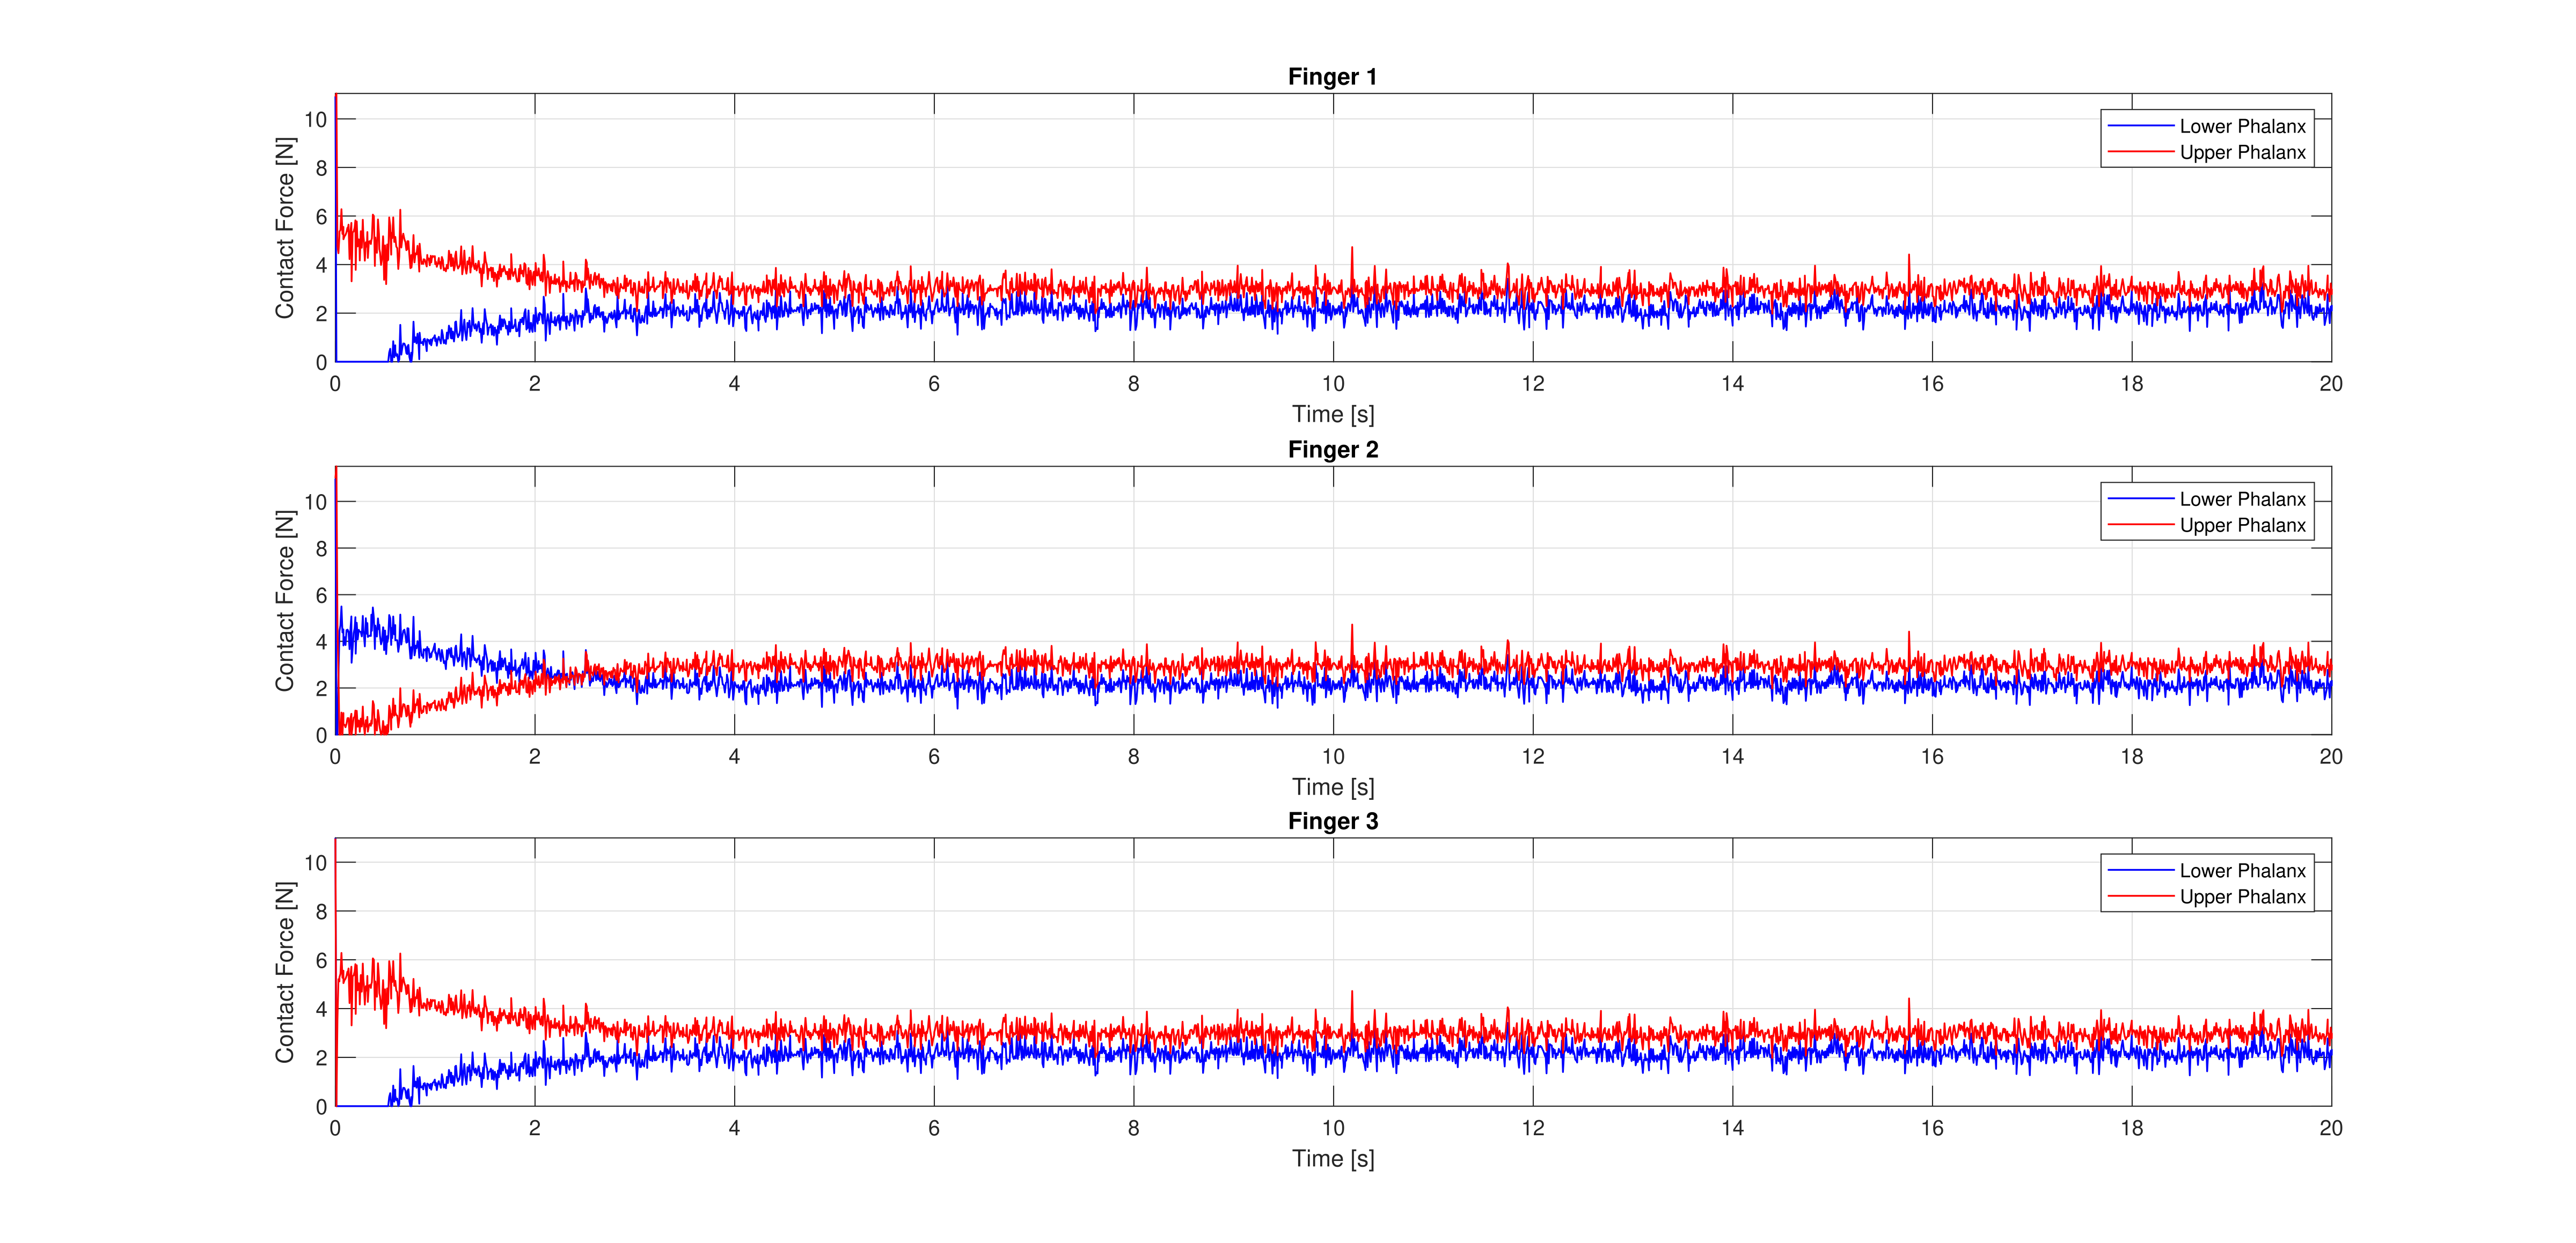 Finger 1
Contact Force [N]
10
8
6
4
2
0
Lower Phalanx
Upper Phalanx
0 2 4 6 8 10 12 14 16 18 20
Time [s]
Finger 2
Contact Force [N]
10
8
6
4
2
0
Lower Phalanx
Upper Phalanx
0 2 4 6 8 10 12 14 16 18 20
Time [s]
Finger 3
Contact Force [N]
10
8
6
4
2
0
Lower Phalanx
Upper Phalanx
0 2 4 6 8 10 12 14 16 18 20
Time [s]